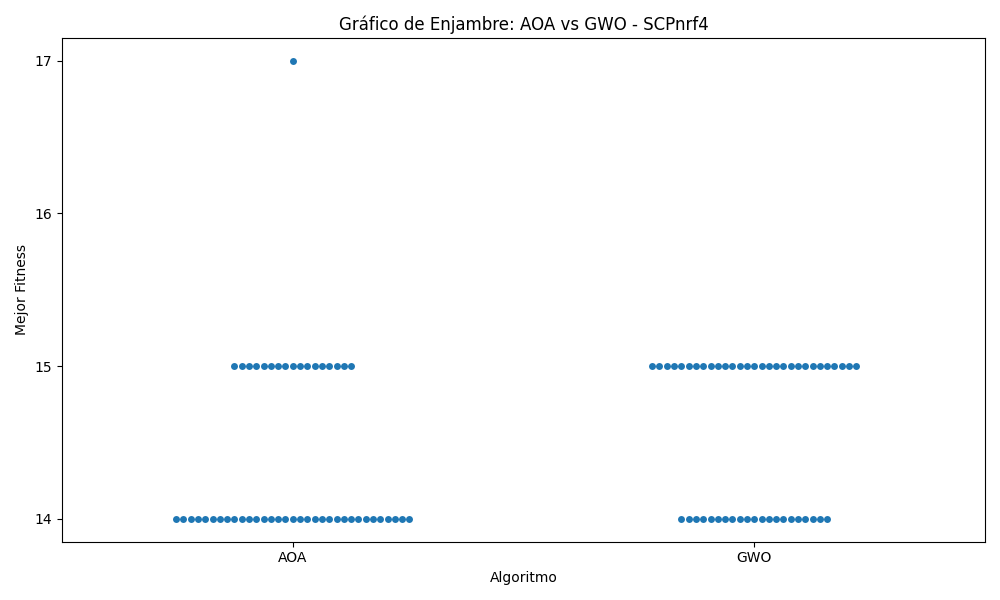 Gráfico de Enjambre: AOA vs GWO - SCPnrf4
17
16
15
14
Mejor Fitness
AOA
GWO
Algoritmo